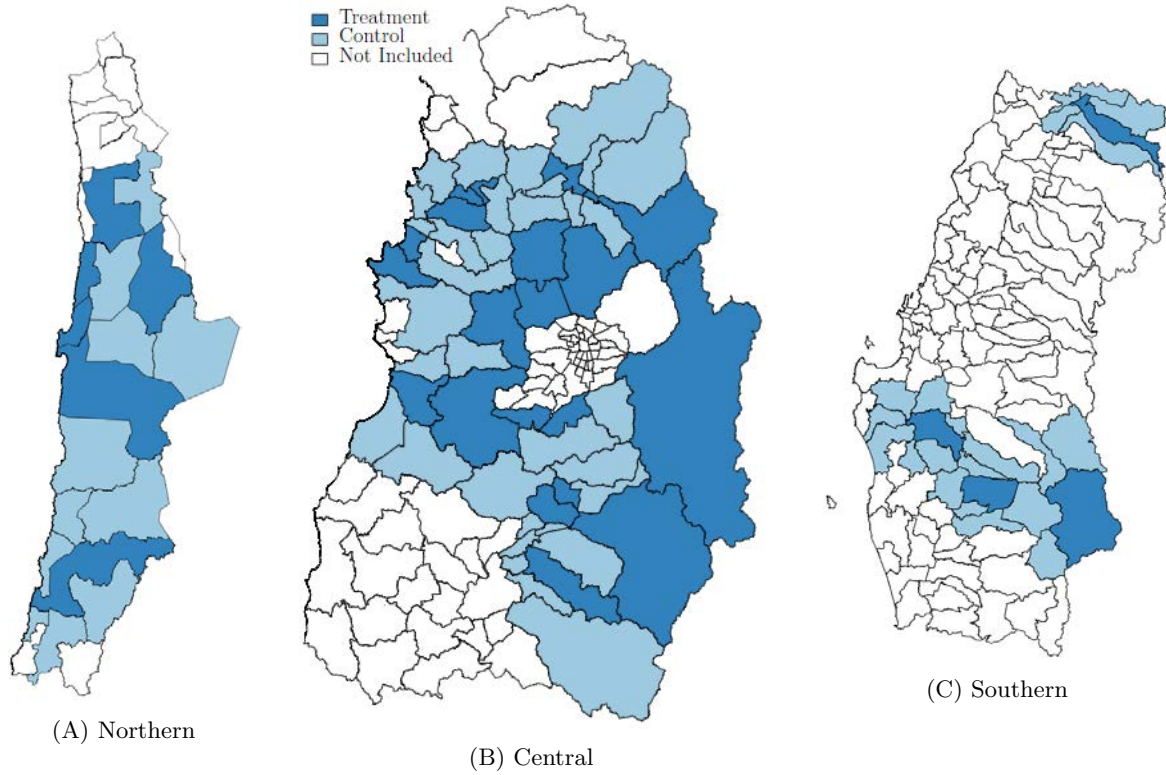 Treatment
Control
Not Included
(A) Northern
(B) Central
(C) Southern